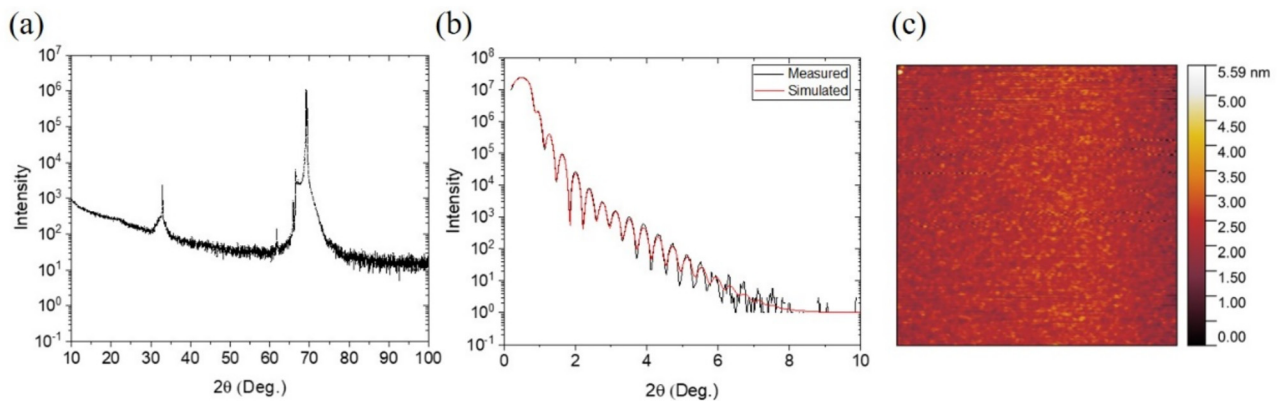 (a)
(b)
(c)
10^7
10^6
10^5
10^4
10^3
10^2
10^1
10^0
10^-1
Intensity
10 20 30 40 50 60 70 80 90 100
2θ (Deg.)
10^8
10^7
10^6
10^5
10^4
10^3
10^2
10^1
10^0
10^-1
Intensity
Measured
Simulated
0 2 4 6 8 10
2θ (Deg.)
5.59 nm
5.00
4.50
4.00
3.50
3.00
2.50
2.00
1.50
1.00
0.00